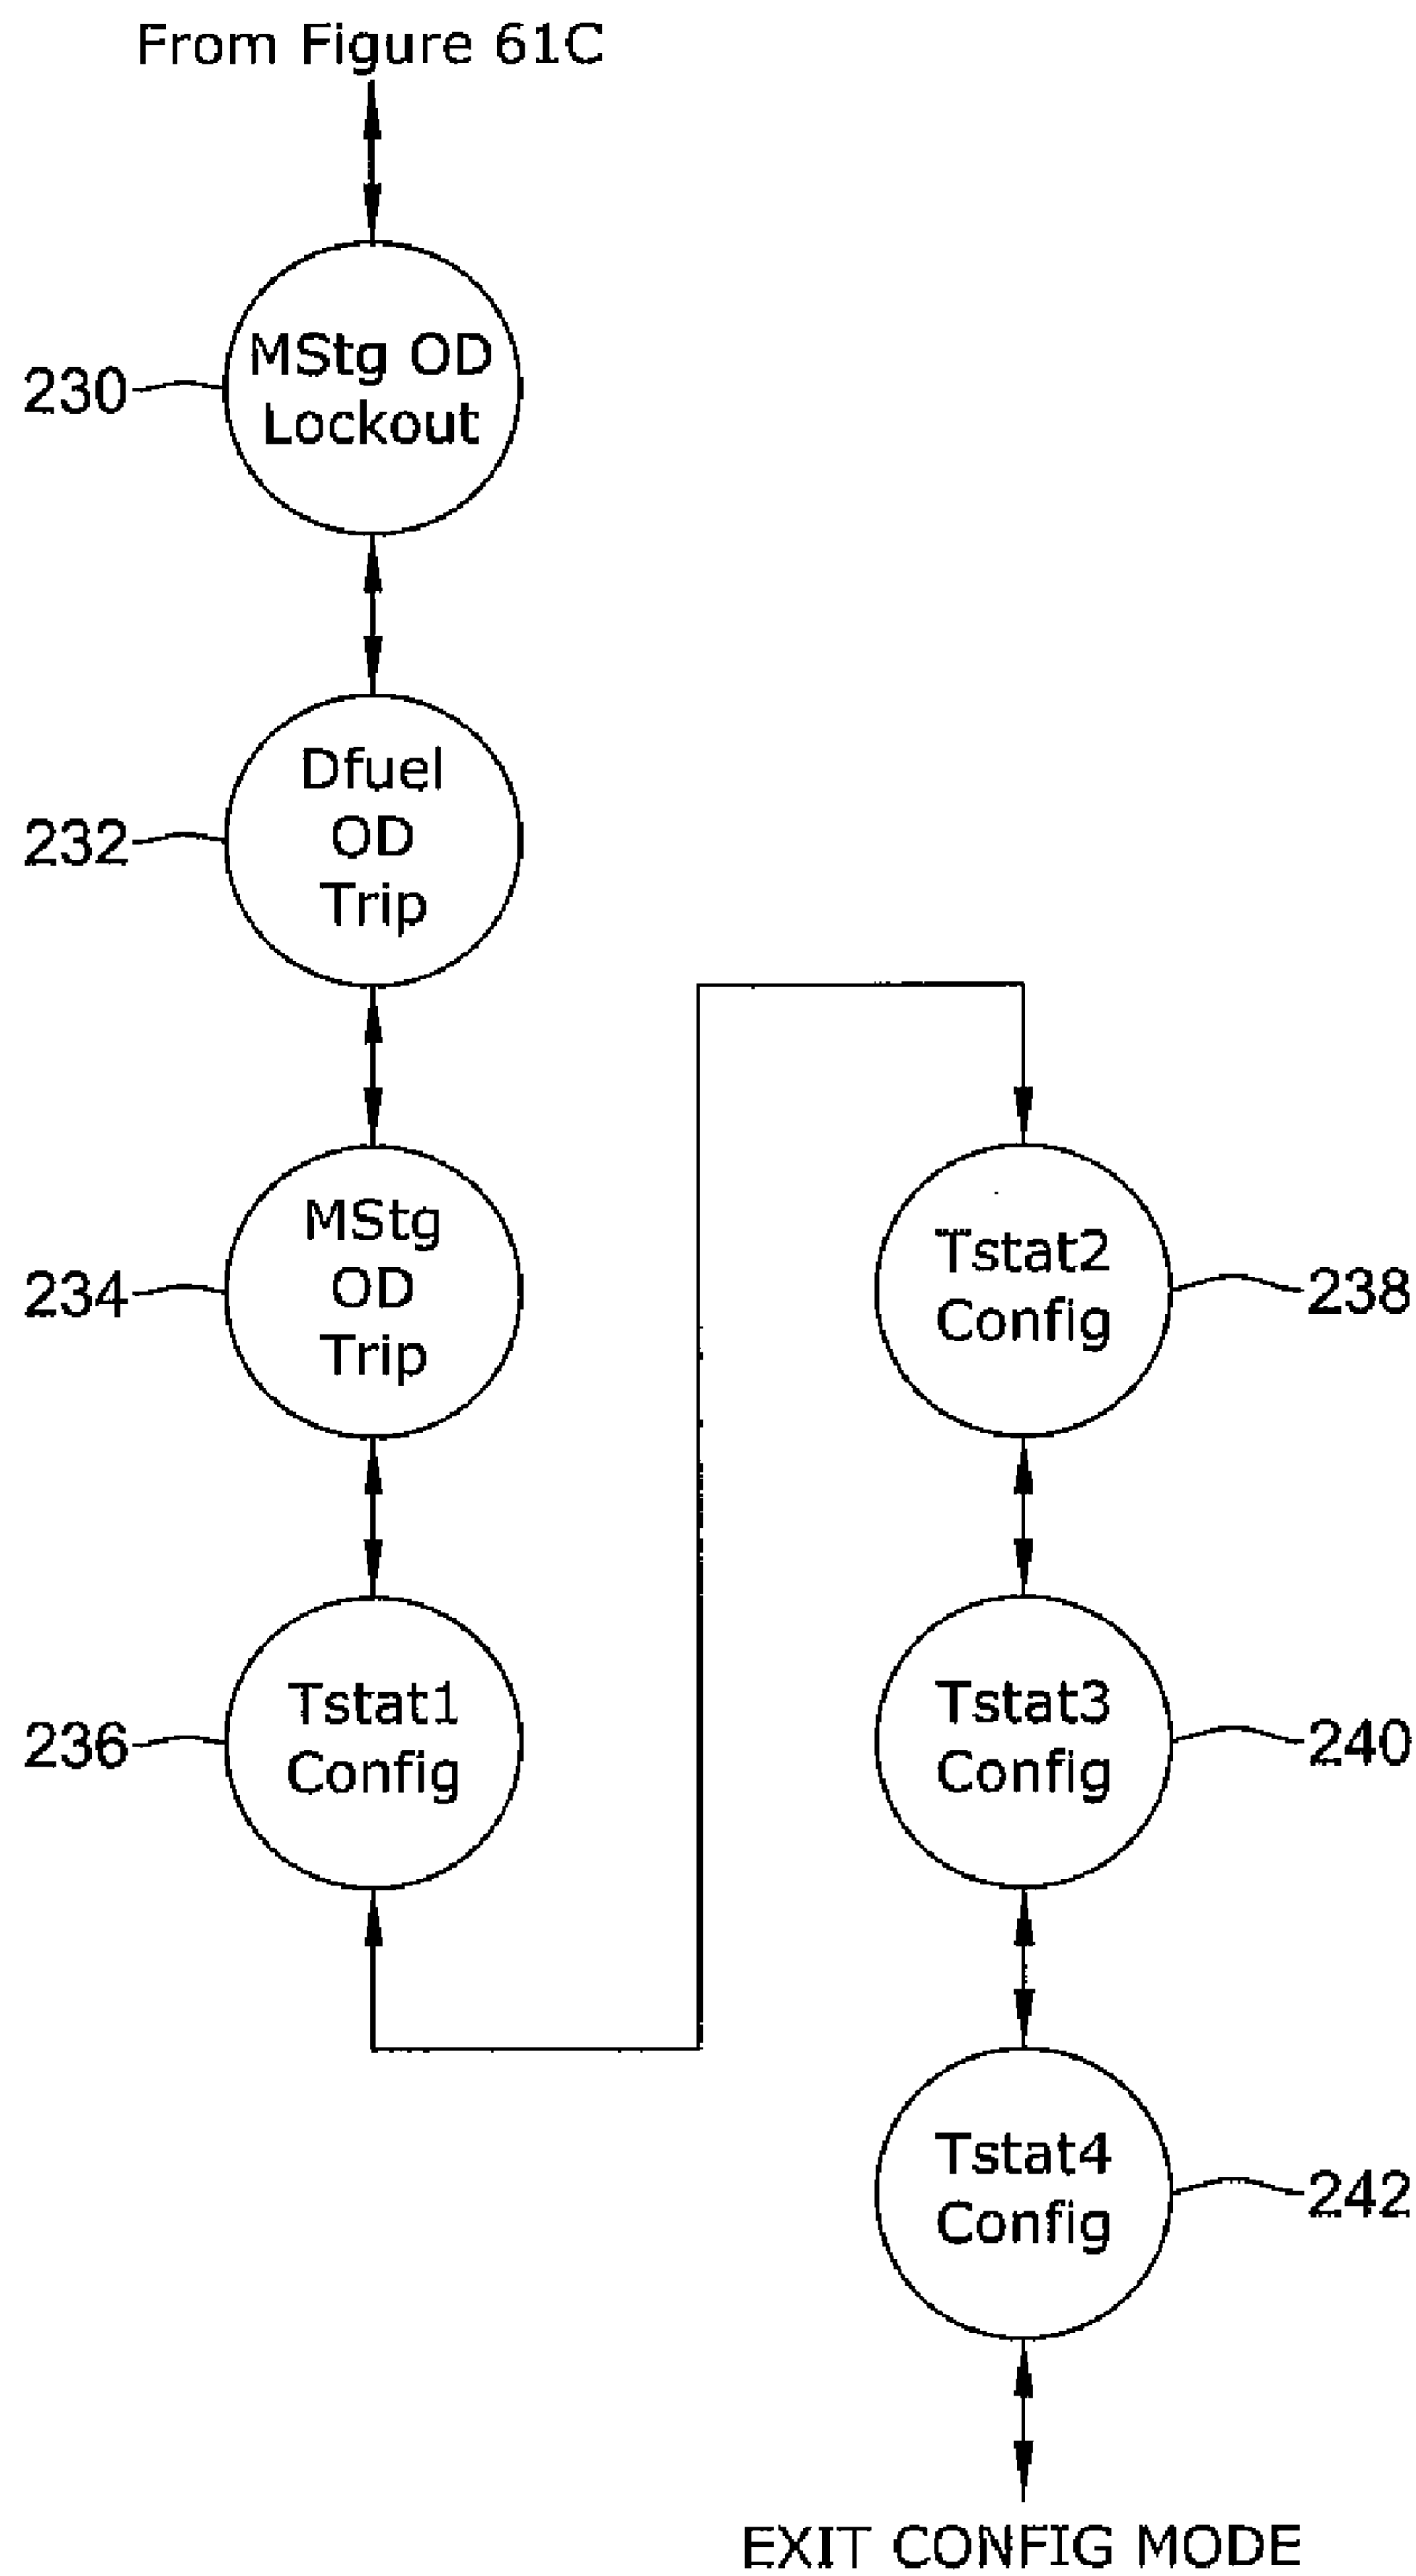 From Figure 61C
230
MStg OD
Lockout
232
Dfuel
OD
Trip
234
MStg
OD
Trip
236
Tstat1
Config
Tstat2
Config
238
Tstat3
Config
240
Tstat4
Config
242
EXIT CONFIG MODE